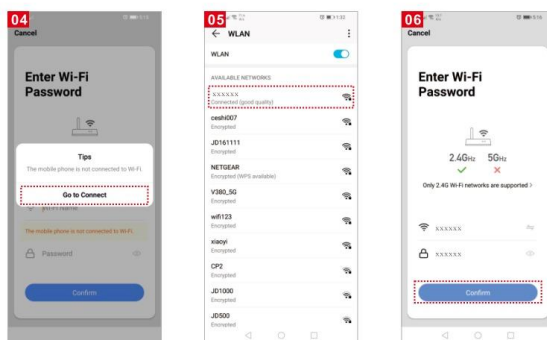 04
Cancel
Enter Wi-Fi
Password
Tips
The mobile phone is not connected to Wi-Fi.
Go to Connect
The mobile phone is not connected to Wi-Fi.
Password
Confirm
05
1:32
WLAN
WLAN
AVAILABLE NETWORKS
xxxxxx
Connected (good quality)
ceshi007
Encrypted
JD161111
Encrypted
NETGEAR
Encrypted (WPS available)
V380_5G
Encrypted
wifi123
Encrypted
xiaoyi
Encrypted
CP2
Encrypted
JD1000
Encrypted
JD500
Encrypted
06
Cancel
Enter Wi-Fi
Password
2.4GHz 5GHz
Only 2.4G Wi-Fi networks are supported >
xxxxxx
xxxxxx
Confirm